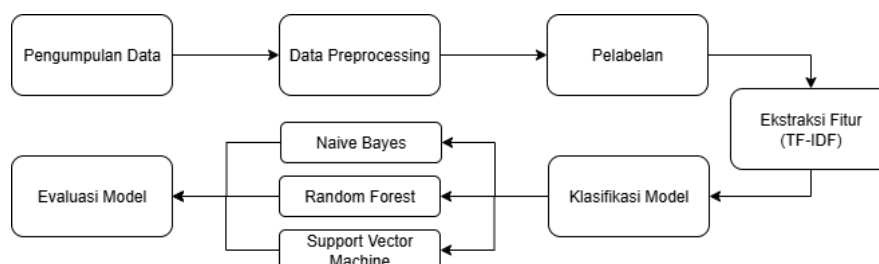 Pengumpulan Data
Data Preprocessing
Pelabelan
Ekstraksi Fitur
(TF-IDF)
Klasifikasi Model
Naive Bayes
Random Forest
Support Vector
Machine
Evaluasi Model